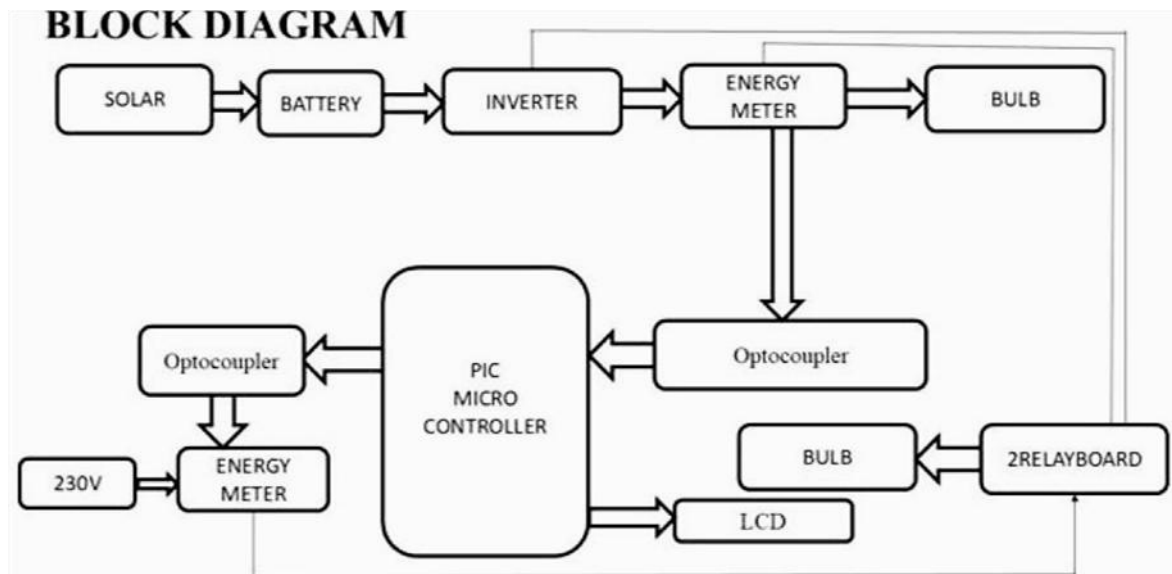 BLOCK DIAGRAM
SOLAR
BATTERY
INVERTER
ENERGY
METER
BULB
Optocoupler
PIC
MICRO
CONTROLLER
Optocoupler
230V
ENERGY
METER
BULB
2RELAYBOARD
LCD